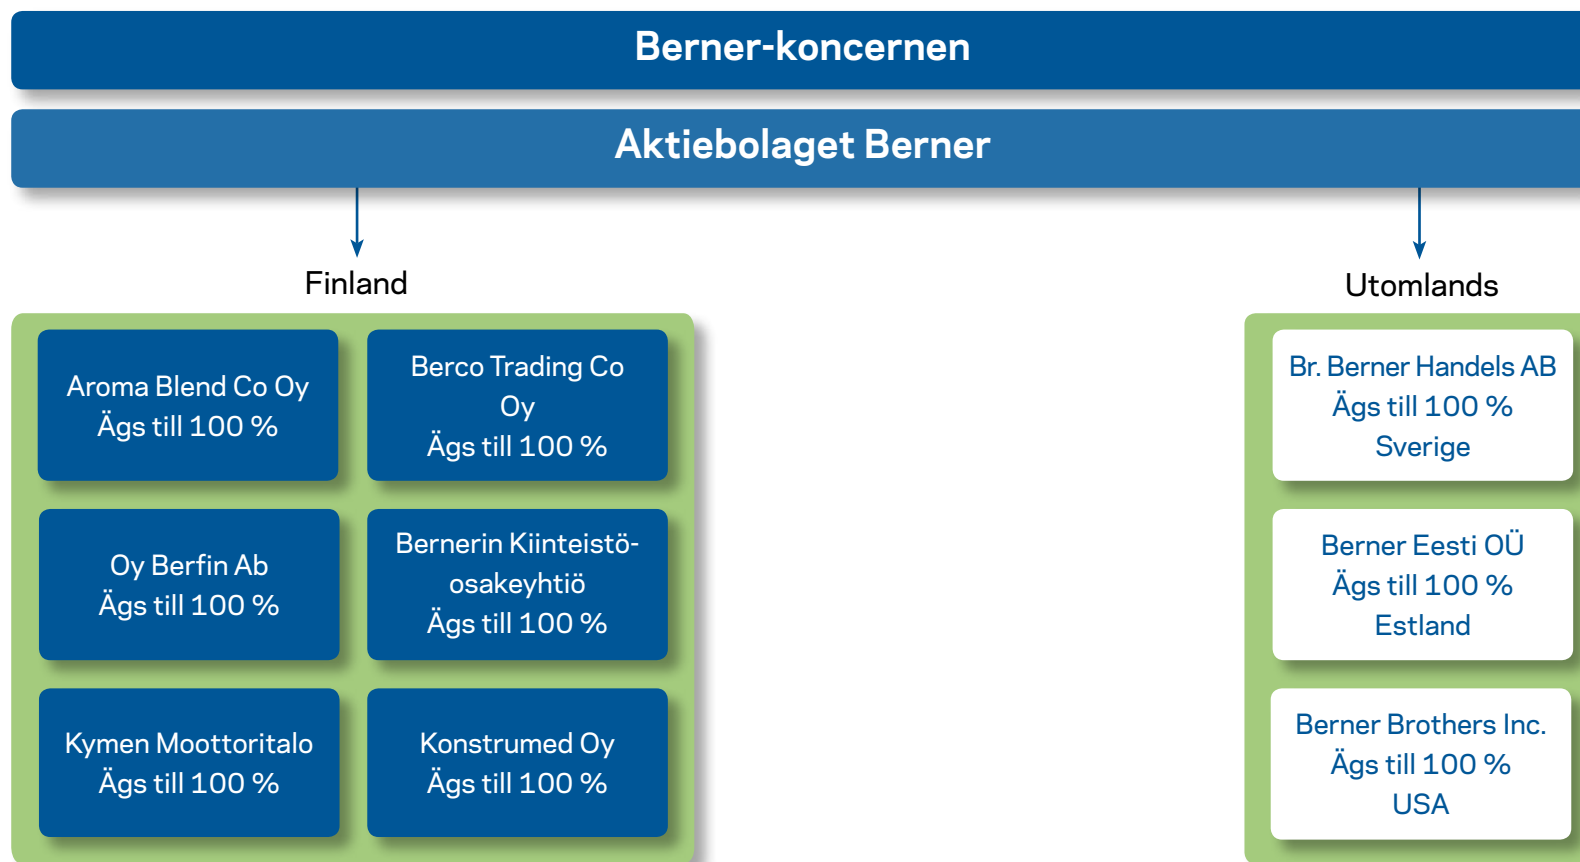 Berner-koncernen
Aktiebolaget Berner
Finland
Aroma Blend Co Oy
Ägs till 100 %
Berco Trading Co
Oy
Ägs till 100 %
Oy Berfin Ab
Ägs till 100 %
Bernerin Kiinteistö-
osakeyhtiö
Ägs till 100 %
Kymen Moottoritalo
Ägs till 100 %
Konstrumed Oy
Ägs till 100 %
Utomlands
Br. Berner Handels AB
Ägs till 100 %
Sverige
Berner Eesti OÜ
Ägs till 100 %
Estland
Berner Brothers Inc.
Ägs till 100 %
USA